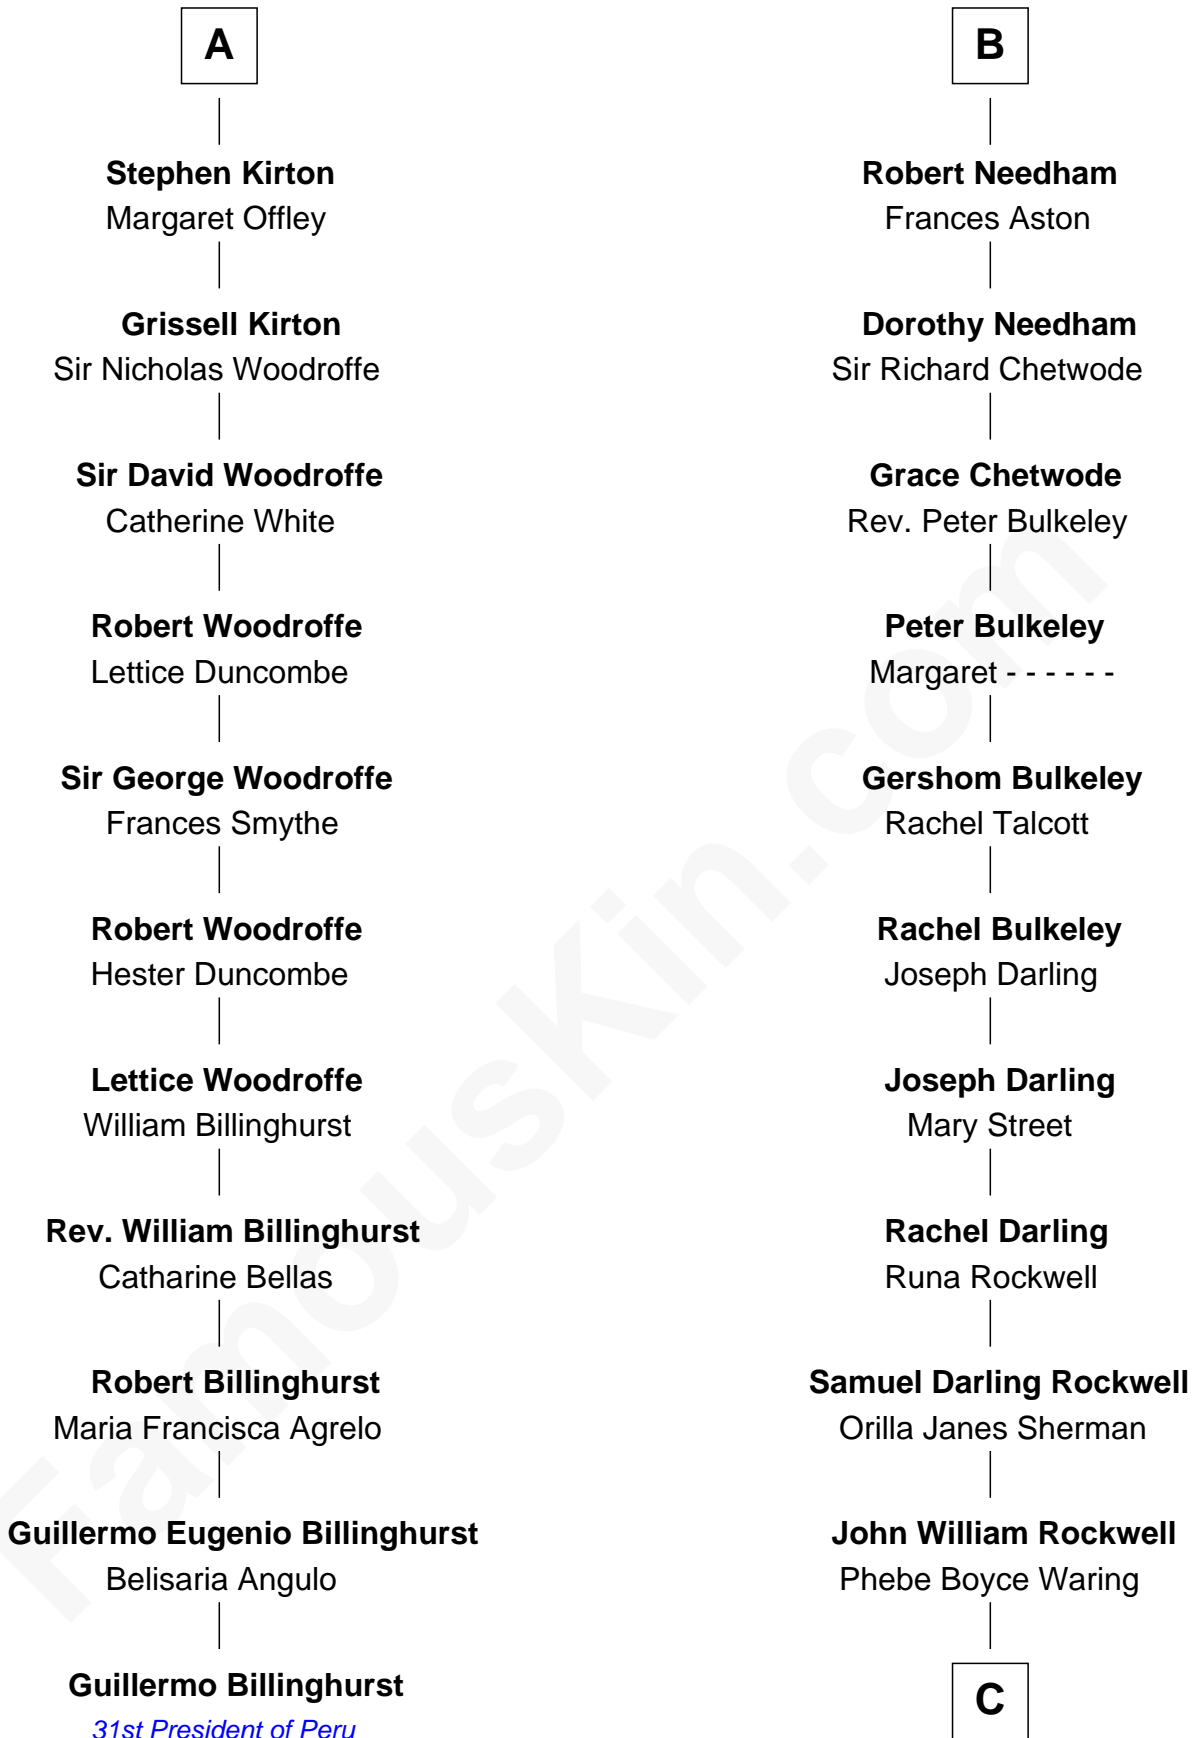 A
Stephen Kirton
Margaret Offley
Grissell Kirton
Sir Nicholas Woodroffe
Sir David Woodroffe
Catherine White
Robert Woodroffe
Lettice Duncombe
Sir George Woodroffe
Frances Smythe
Robert Woodroffe
Hester Duncombe
Lettice Woodroffe
William Billinghurst
Rev. William Billinghurst
Catharine Bellas
Robert Billinghurst
Maria Francisca Agrelo
Guillermo Eugenio Billinghurst
Belisaria Angulo
Guillermo Billinghurst
31st President of Peru
B
Robert Needham
Frances Aston
Dorothy Needham
Sir Richard Chetwode
Grace Chetwode
Rev. Peter Bulkeley
Peter Bulkeley
Margaret - - - - - -
Gershom Bulkeley
Rachel Talcott
Rachel Bulkeley
Joseph Darling
Joseph Darling
Mary Street
Rachel Darling
Runa Rockwell
Samuel Darling Rockwell
Orilla Janes Sherman
John William Rockwell
Phebe Boyce Waring
C
FamousKin.com